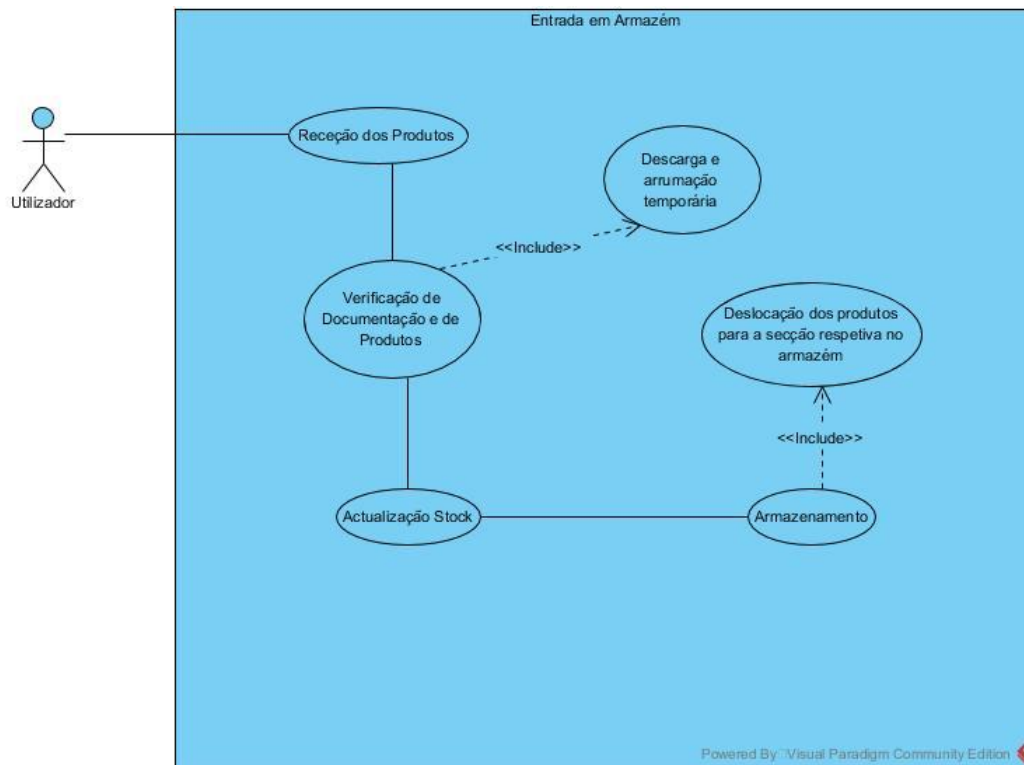 Entrada em Armazém
Utilizador
Receção dos Produtos
Descarga e
arrumação
temporária
<<Include>>
Verificação de
Documentação e de
Produtos
Deslocação dos produtos
para a secção respetiva no
armazém
<<Include>>
Actualização Stock
Armazenamento
Powered By Visual Paradigm Community Edition